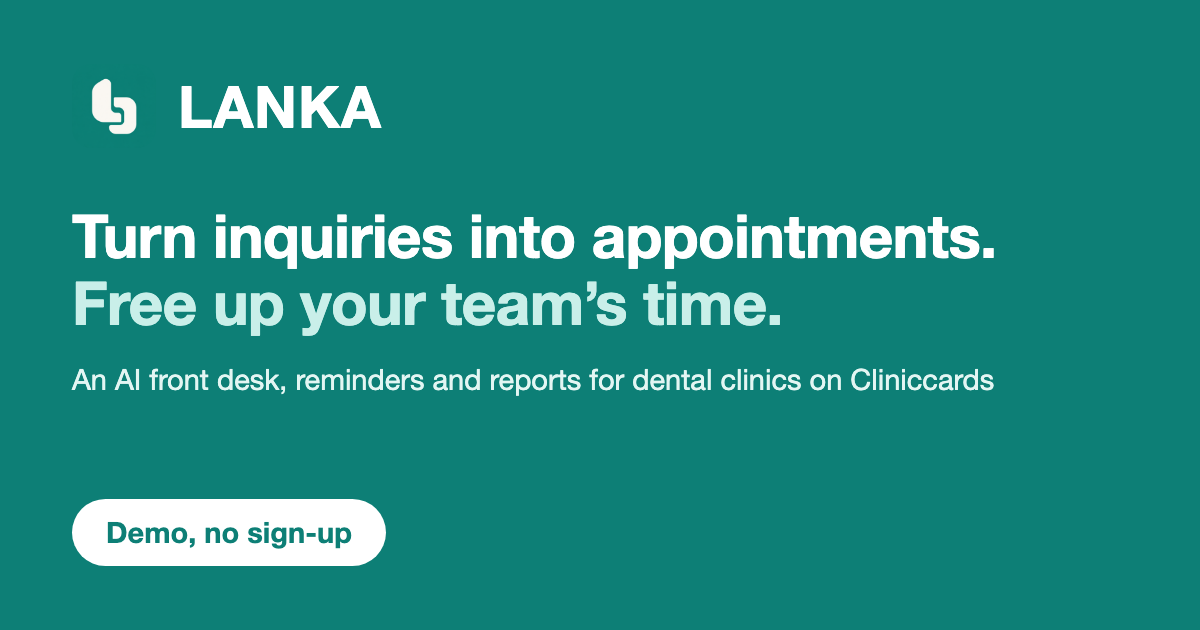 LANKA
Turn inquiries into appointments.
Free up your team’s time.
An AI front desk, reminders and reports for dental clinics on Cliniccards
Demo, no sign-up